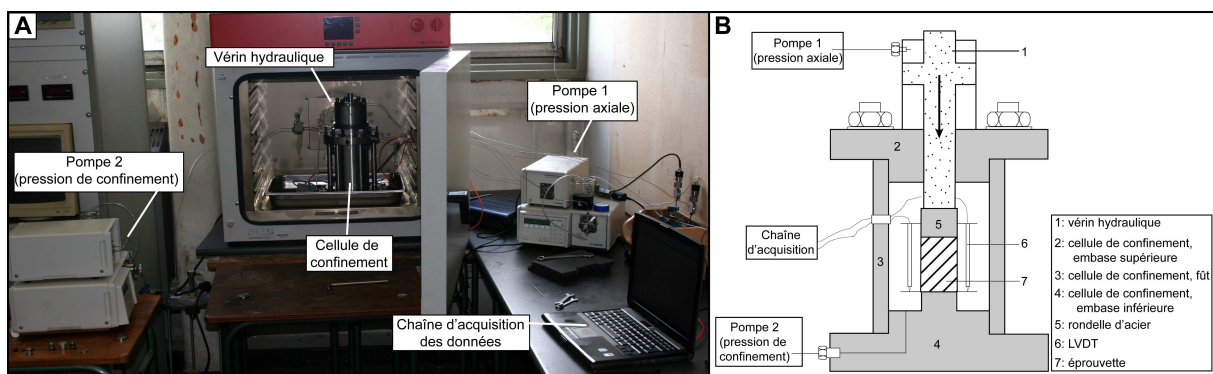 A
Vérin hydraulique
Pompe 1
(pression axiale)
Pompe 2
(pression de confinement)
Cellule de
confinement
Chaîne d'acquisition
des données
B
Pompe 1
(pression axiale)
1
2
Chaîne
d'acquisition
5
6
3
7
Pompe 2
(pression de
confinement)
4
1: vérin hydraulique
2: cellule de confinement,
embase supérieure
3: cellule de confinement, fût
4: cellule de confinement,
embase inférieure
5: rondelle d'acier
6: LVDT
7: éprouvette